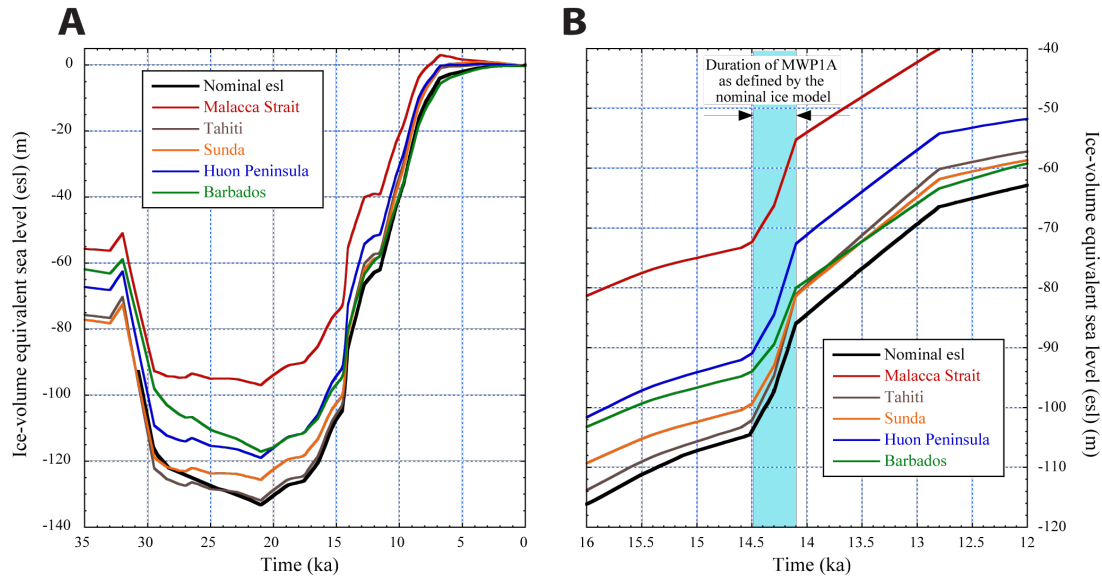 A
Ice-volume equivalent sea level (esl) (m)
0
-20
-40
-60
-80
-100
-120
-140
Nominal esl
Malacca Strait
Tahiti
Sunda
Huon Peninsula
Barbados
35
30
25
20
15
10
5
0
Time (ka)
B
Duration of MWP1A
as defined by the
nominal ice model
Nominal esl
Malacca Strait
Tahiti
Sunda
Huon Peninsula
Barbados
-40
-50
-60
-70
-80
-90
-100
-110
-120
Ice-volume equivalent sea level (esl) (m)
16
15.5
15
14.5
14
13.5
13
12.5
12
Time (ka)